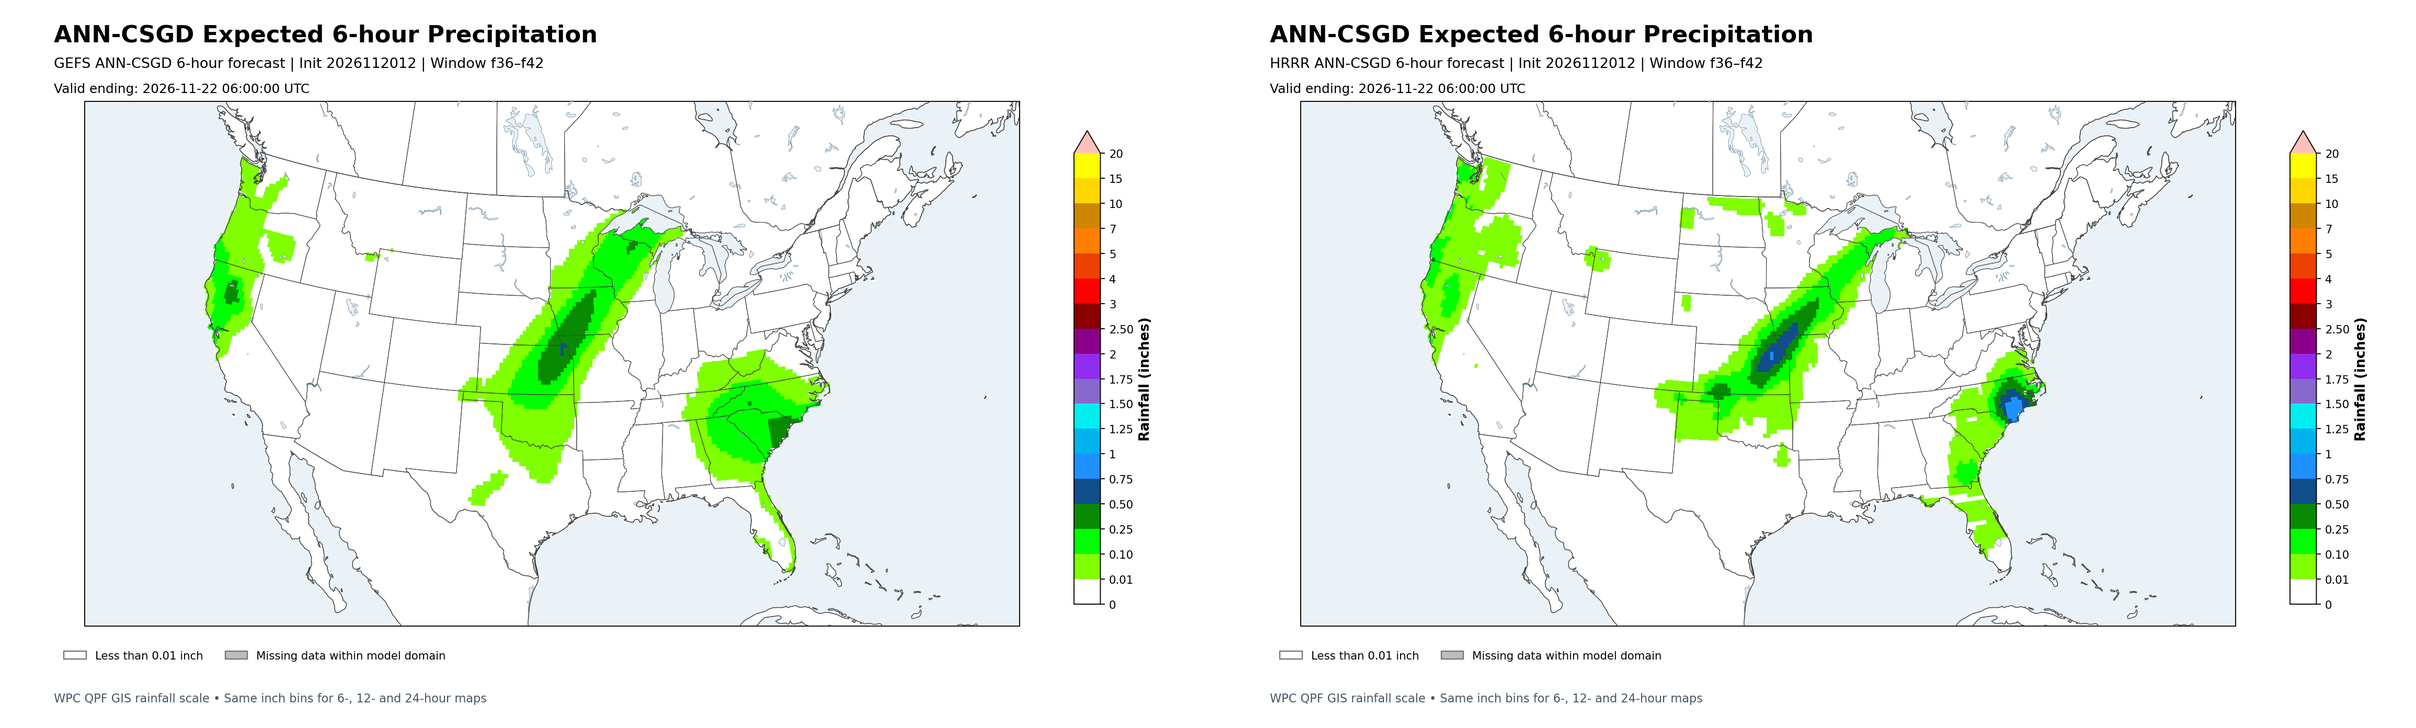 ANN-CSGD Expected 6-hour Precipitation
GEFS ANN-CSGD 6-hour forecast | Init 2026112012 | Window f36–f42
Valid ending: 2026-11-22 06:00:00 UTC
20
15
10
7
5
4
3
2.50
2
1.75
1.50
1.25
1
0.75
0.50
0.25
0.10
0.01
0
Rainfall (inches)
Less than 0.01 inch
Missing data within model domain
WPC QPF GIS rainfall scale • Same inch bins for 6-, 12- and 24-hour maps
ANN-CSGD Expected 6-hour Precipitation
HRRR ANN-CSGD 6-hour forecast | Init 2026112012 | Window f36–f42
Valid ending: 2026-11-22 06:00:00 UTC
20
15
10
7
5
4
3
2.50
2
1.75
1.50
1.25
1
0.75
0.50
0.25
0.10
0.01
0
Rainfall (inches)
Less than 0.01 inch
Missing data within model domain
WPC QPF GIS rainfall scale • Same inch bins for 6-, 12- and 24-hour maps